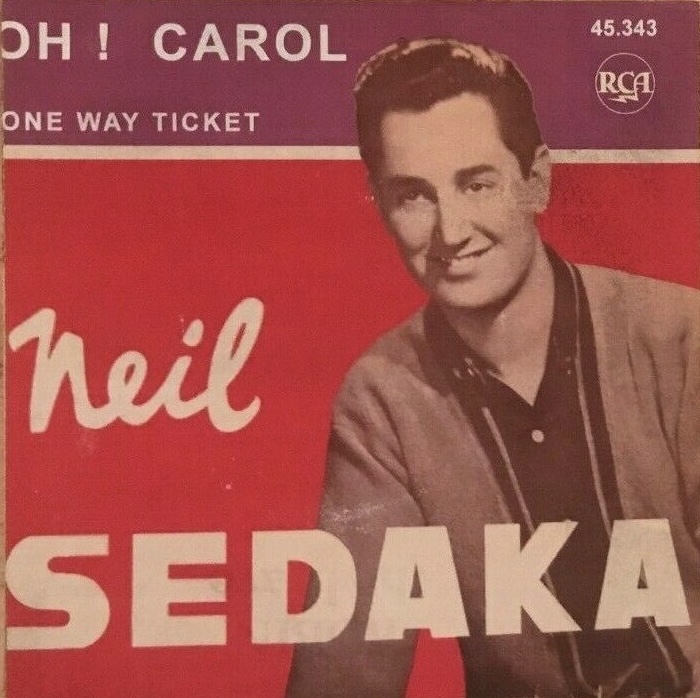 OH ! CAROL
45.343
RCA
ONE WAY TICKET
Neil
SEDAKA